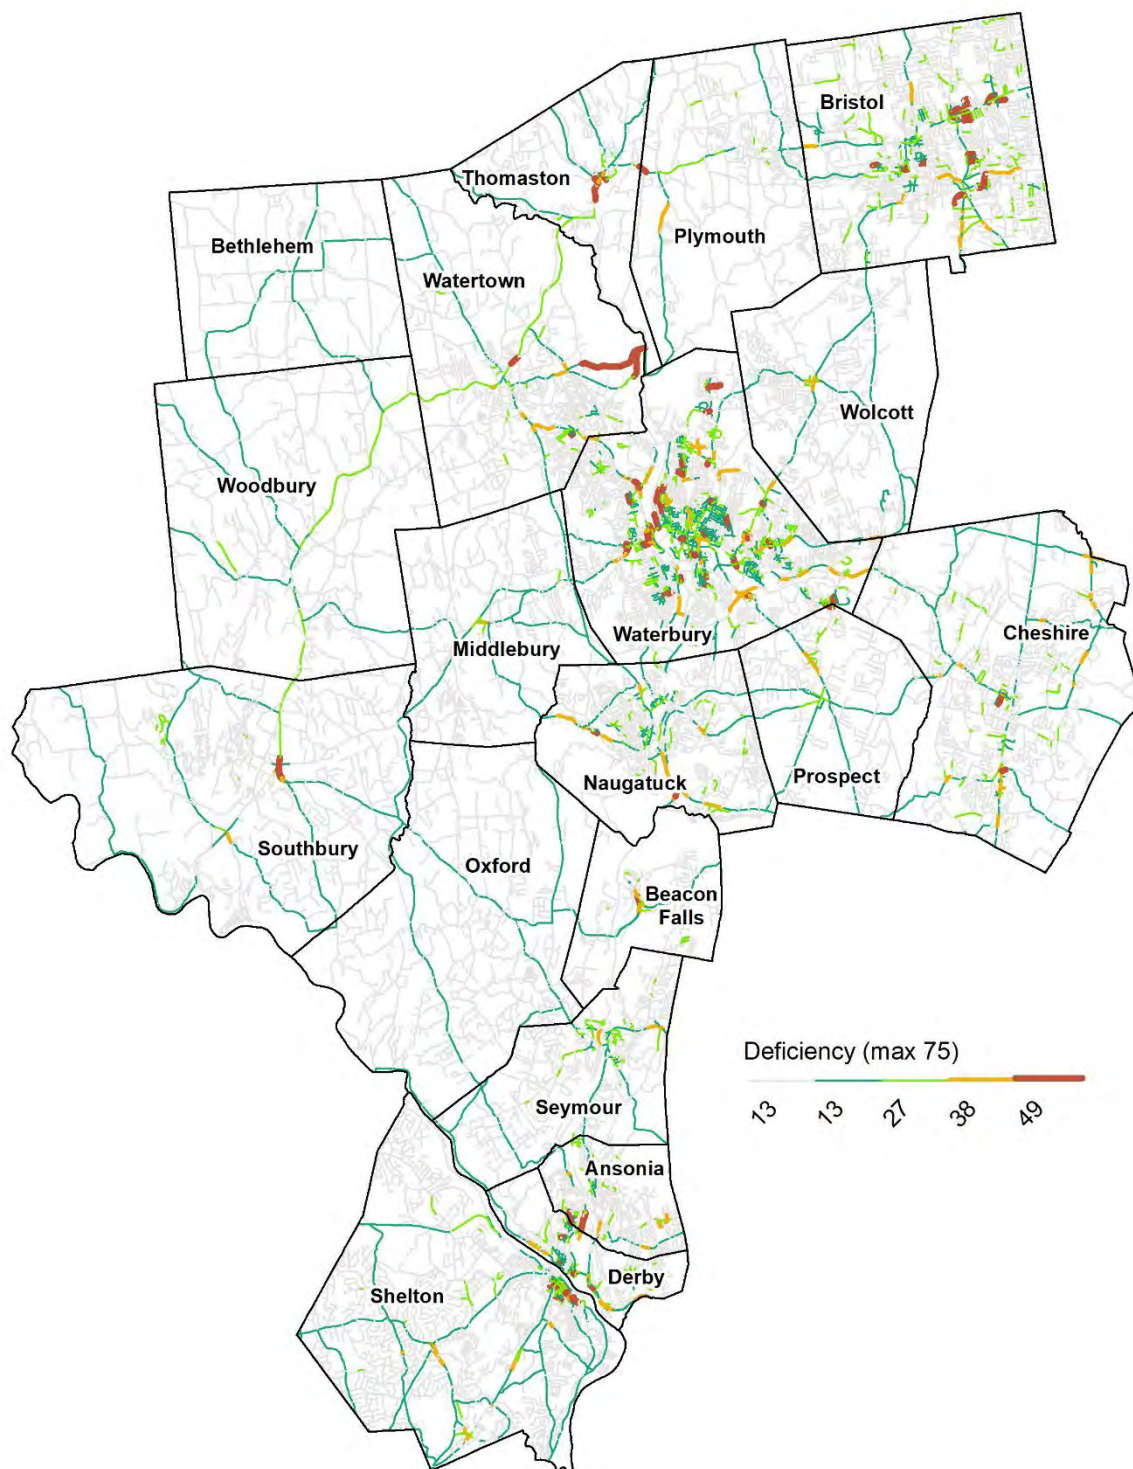 Bristol
Thomaston
Plymouth
Bethlehem
Watertown
Wolcott
Woodbury
Waterbury
Cheshire
Middlebury
Naugatuck
Prospect
Southbury
Oxford
Beacon
Falls
Deficiency (max 75)
13
13
27
38
49
Seymour
Ansonia
Derby
Shelton